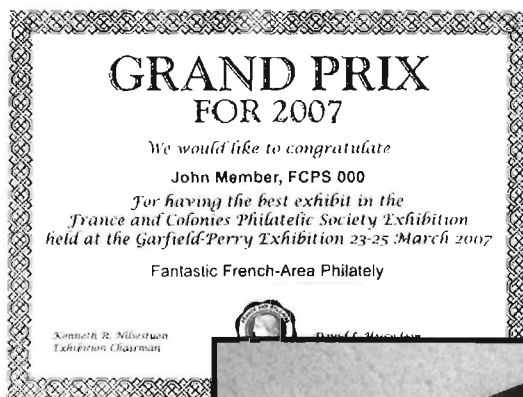 GRAND PRIX
FOR 2007
We would like to congratulate
John Member, FCPS 000
For having the best exhibit in the
France and Colonies Philatelic Society Exhibition
held at the Garfield-Perry Exhibition 23-25 March 2007
Fantastic French-Area Philately
Kenneth R. Nilsestuen
Exhibition Chairman